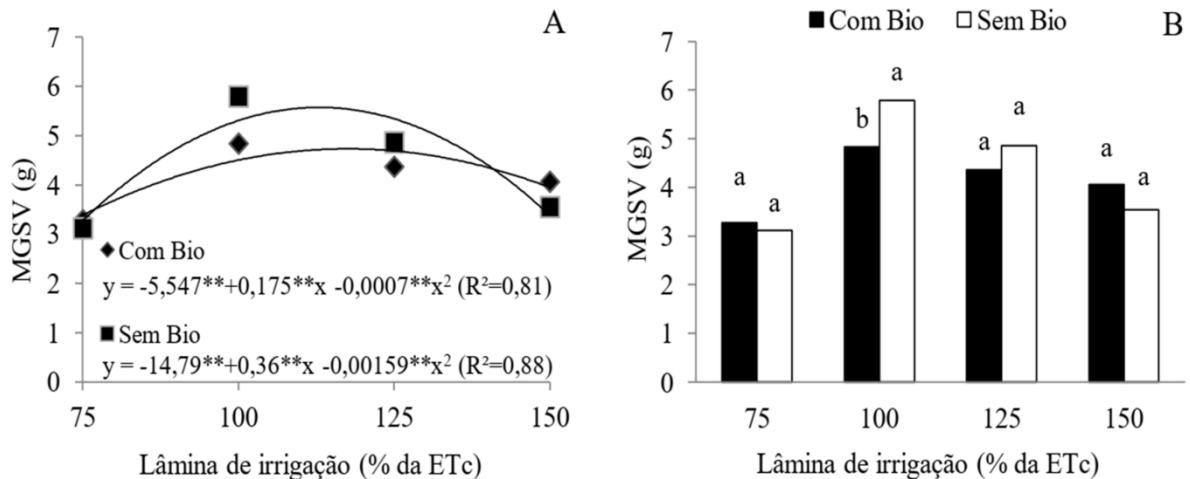 A
7
6
5
4
3
2
1
0
MGSV (g)
Com Bio
y = -5,547**+0,175**x -0,0007**x² (R²=0,81)
Sem Bio
y = -14,79**+0,36**x -0,00159**x² (R²=0,88)
75 100 125 150
Lâmina de irrigação (% da ETc)
Com Bio Sem Bio
B
7
6
5
4
3
2
1
0
MGSV (g)
a a b a a a a a
75 100 125 150
Lâmina de irrigação (% da ETc)